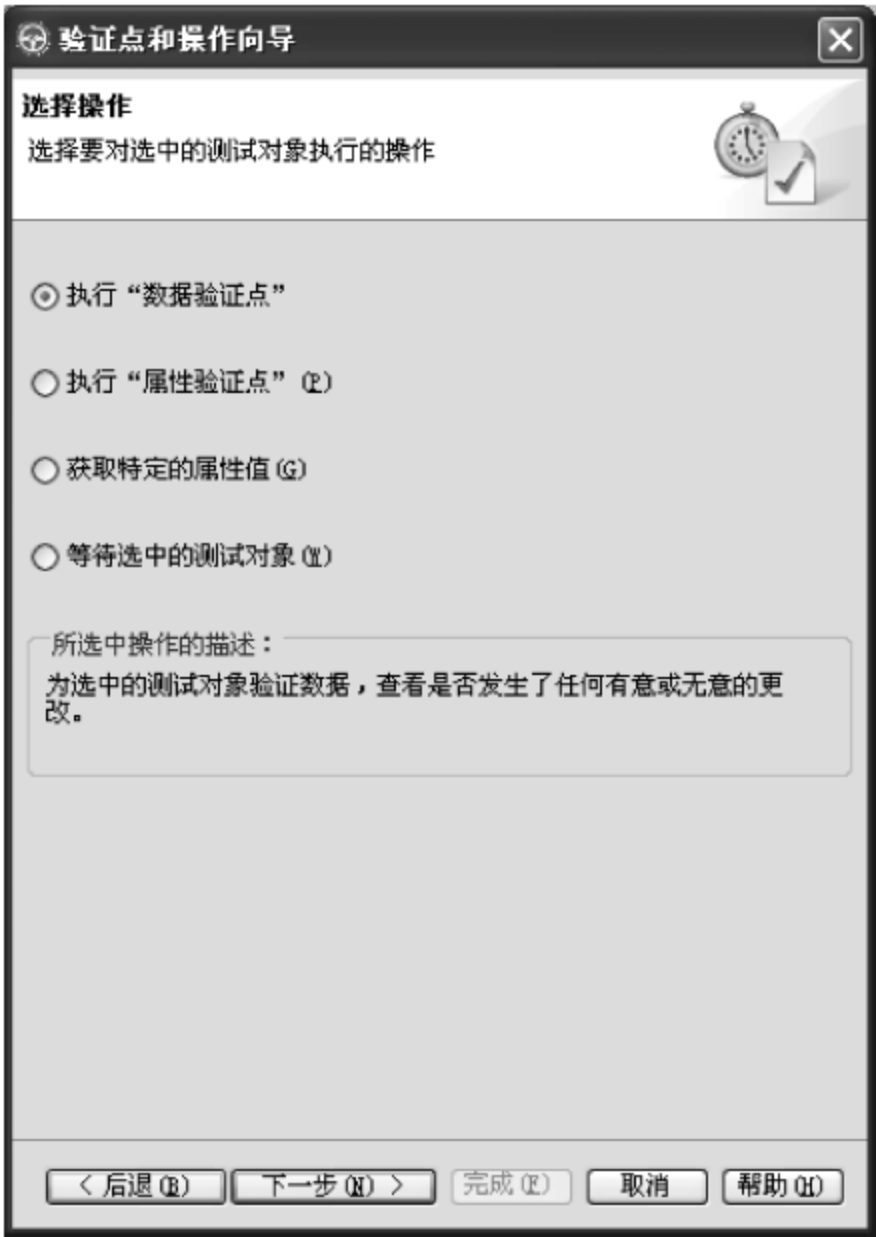 验证点和操作向导
选择操作
选择要对选中的测试对象执行的操作
执行“数据验证点”
执行“属性验证点” (P)
获取特定的属性值(G)
等待选中的测试对象(W)
所选中操作的描述：
为选中的测试对象验证数据，查看是否发生了任何有意或无意的更
改。
< 后退(B) 下一步(N) > 完成(F) 取消 帮助(H)